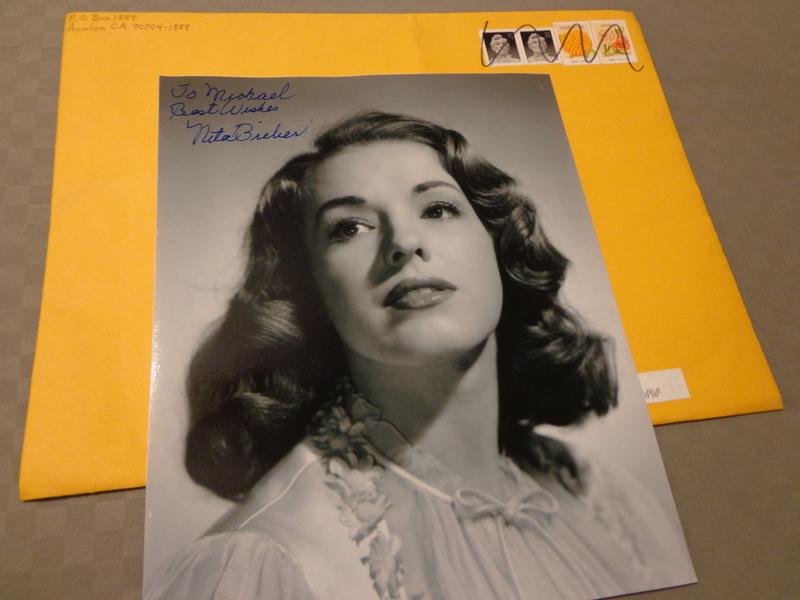 P.O. Box 1889
Avalon, CA 90704-1889
To Michael
Best Wishes
Nita Bieber